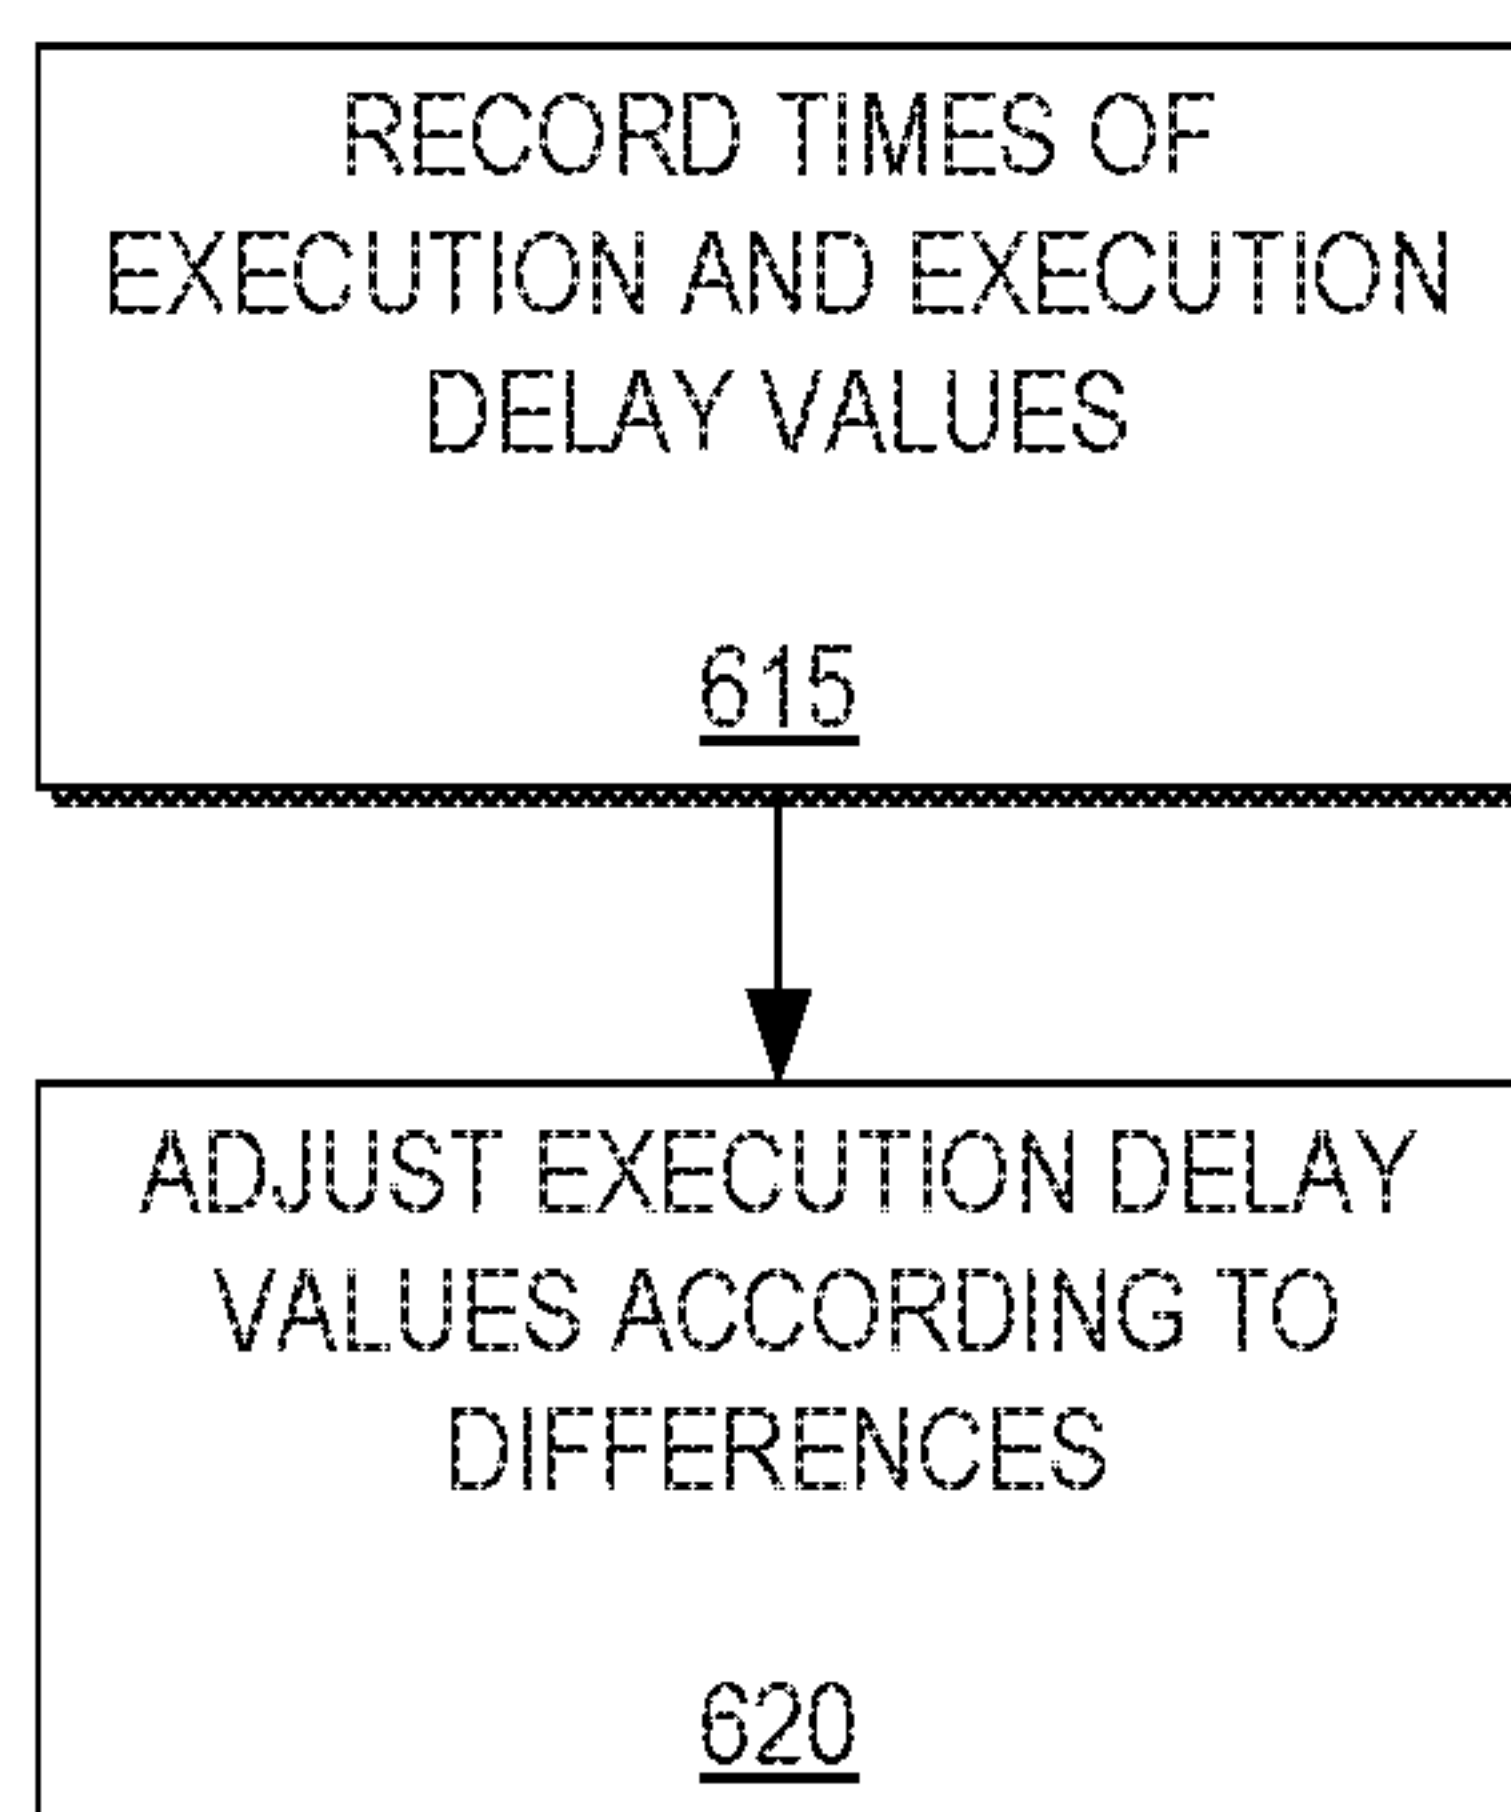 RECORD TIMES OF
EXECUTION AND EXECUTION
DELAY VALUES
615
ADJUST EXECUTION DELAY
VALUES ACCORDING TO
DIFFERENCES
620